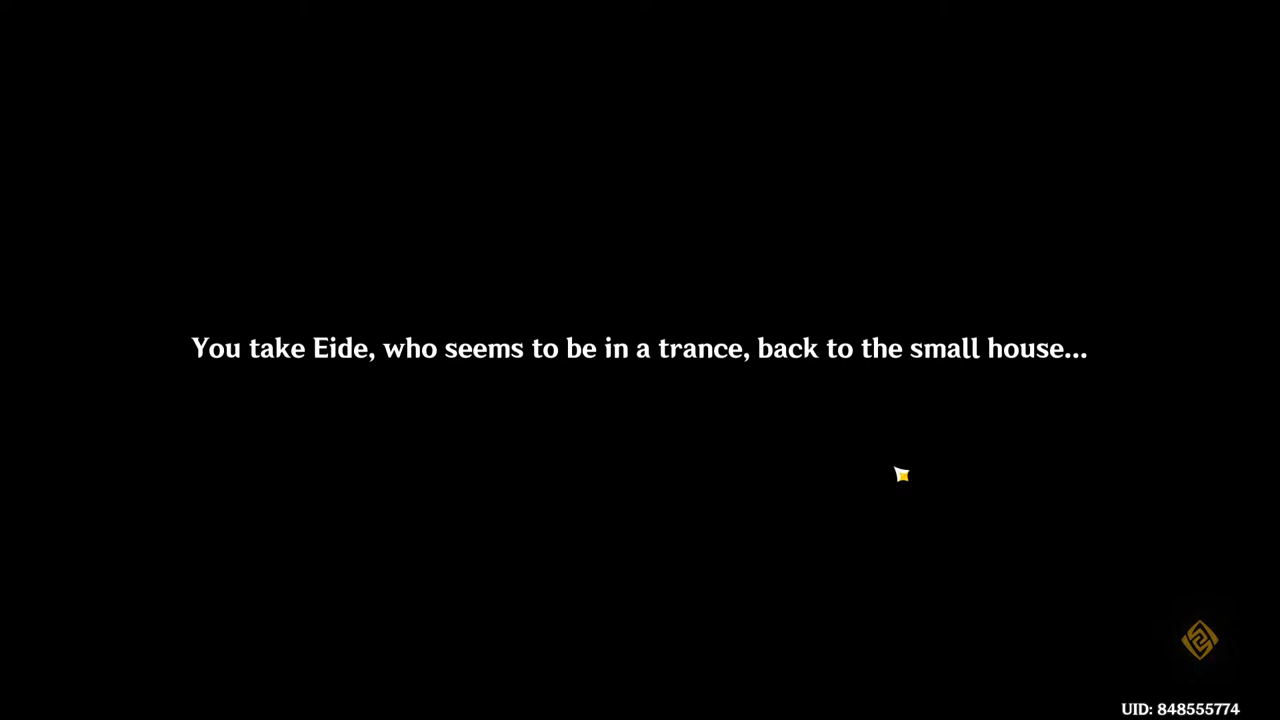 You take Eide, who seems to be in a trance, back to the small house...
UID: 848555774